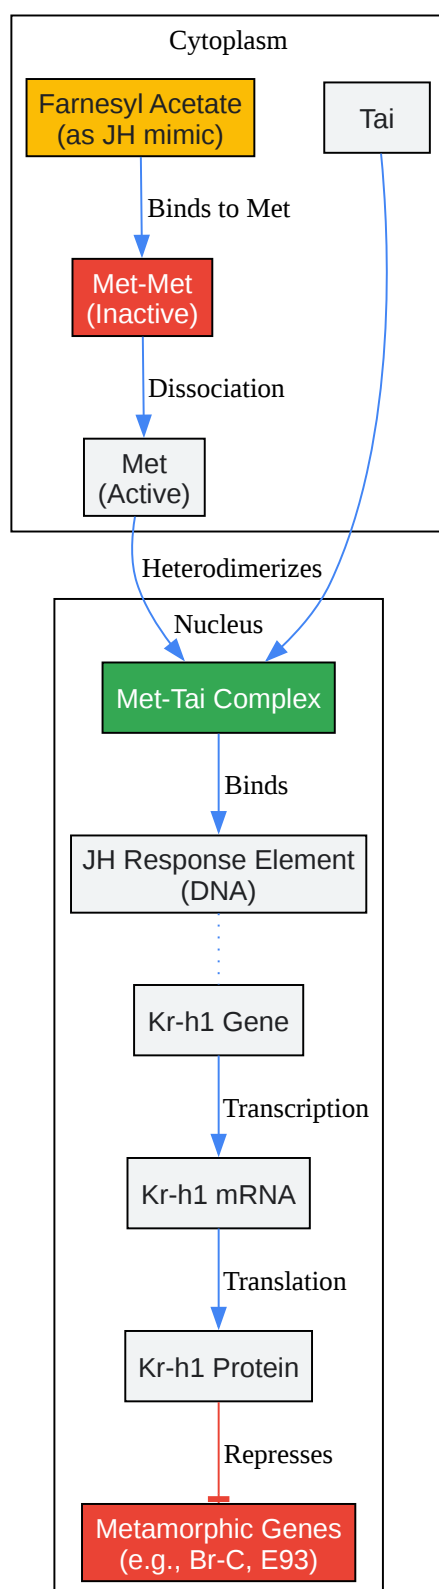 Cytoplasm
Farnesyl Acetate
(as JH mimic)
Tai
Binds to Met
Met-Met
(Inactive)
Dissociation
Met
(Active)
Heterodimerizes
Nucleus
Met-Tai Complex
Binds
JH Response Element
(DNA)
Kr-h1 Gene
Transcription
Kr-h1 mRNA
Translation
Kr-h1 Protein
Represses
Metamorphic Genes
(e.g., Br-C, E93)